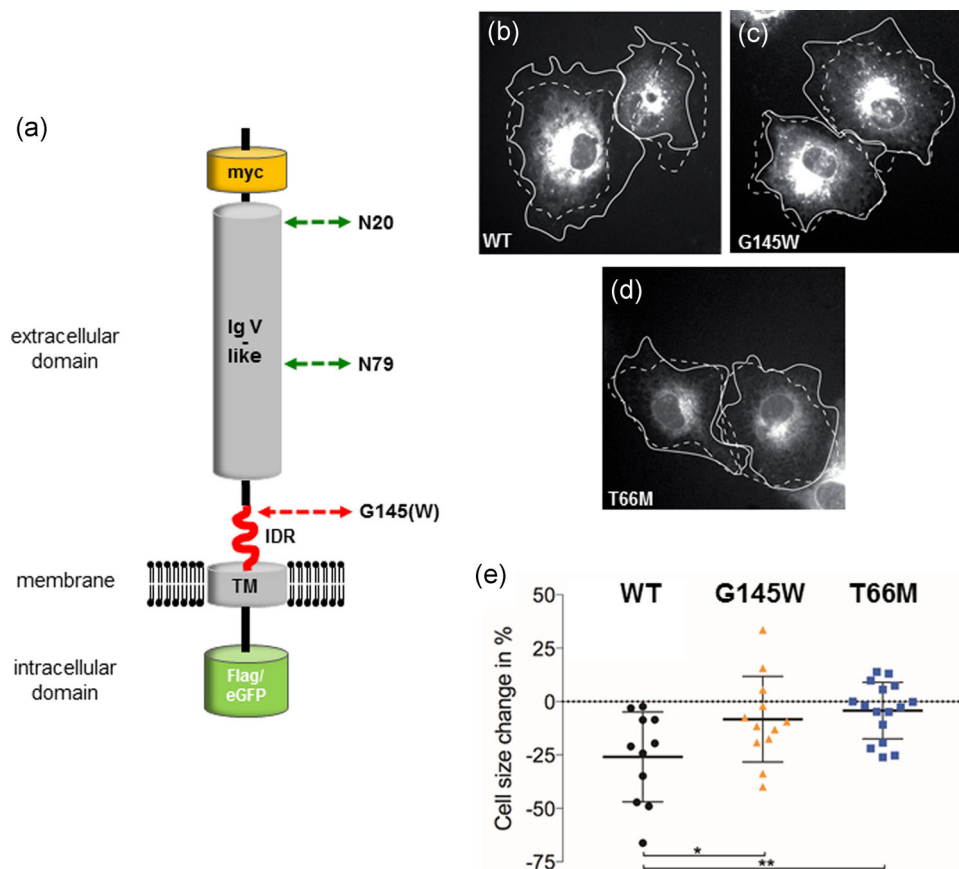 (a)
myc
N20
extracellular
domain
Ig V
-
like
N79
G145(W)
IDR
membrane
TM
intracellular
domain
Flag/
eGFP
(b)
WT
(c)
G145W
(d)
T66M
(e)
WT G145W T66M
Cell size change in %
50
25
0
-25
-50
-75
*
**